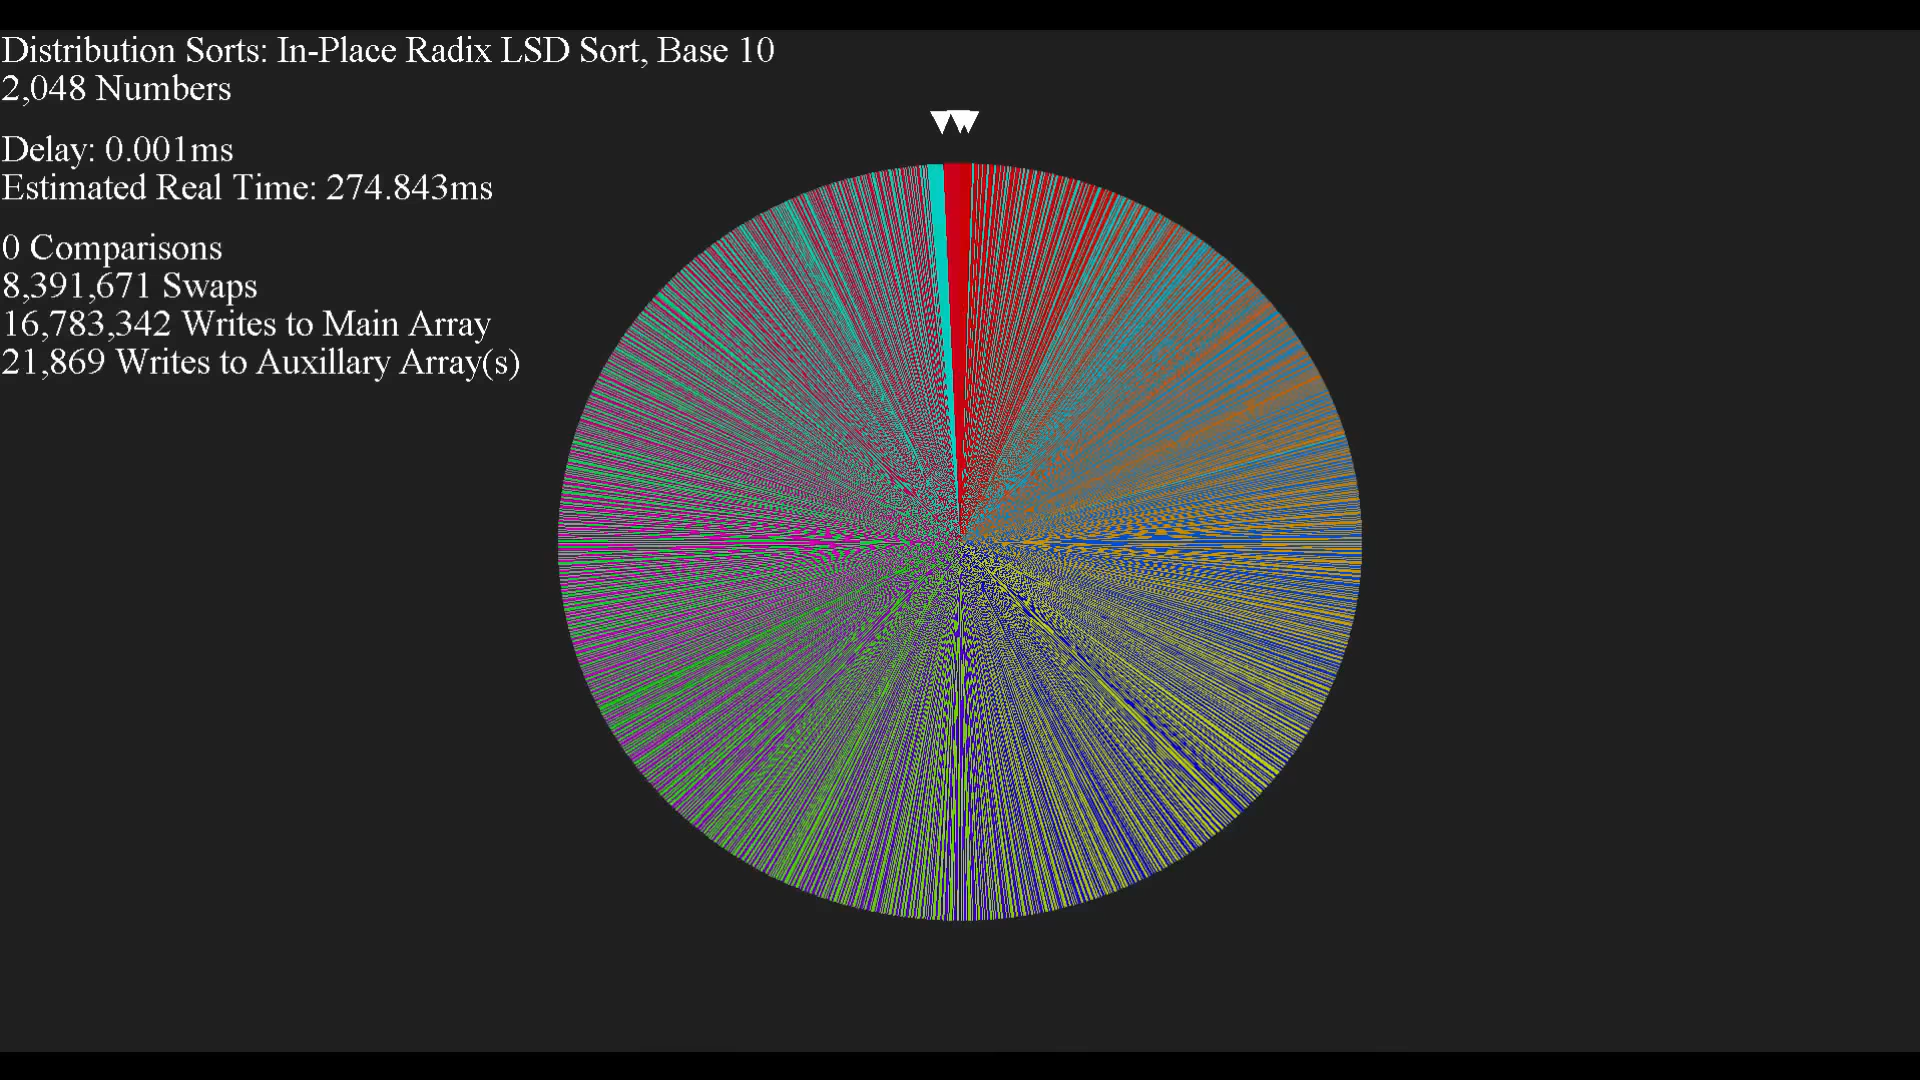 Distribution Sorts: In-Place Radix LSD Sort, Base 10
2,048 Numbers
Delay: 0.001ms
Estimated Real Time: 274.843ms
0 Comparisons
8,391,671 Swaps
16,783,342 Writes to Main Array
21,869 Writes to Auxillary Array(s)